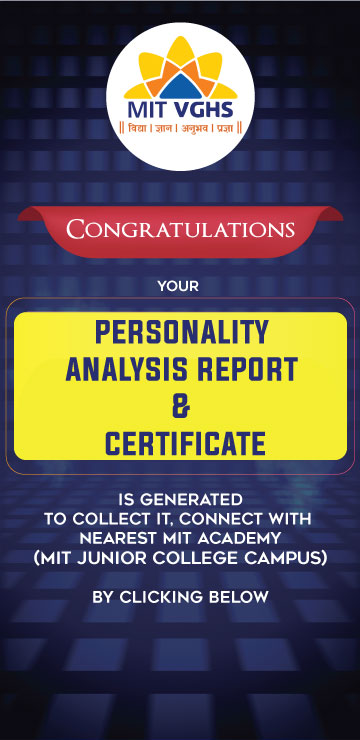 MIT VGHS
|| विद्या | ज्ञान | अनुभव | प्रज्ञा ||
CONGRATULATIONS
YOUR
PERSONALITY
ANALYSIS REPORT
&
CERTIFICATE
IS GENERATED
TO COLLECT IT, CONNECT WITH
NEAREST MIT ACADEMY
(MIT JUNIOR COLLEGE CAMPUS)
BY CLICKING BELOW